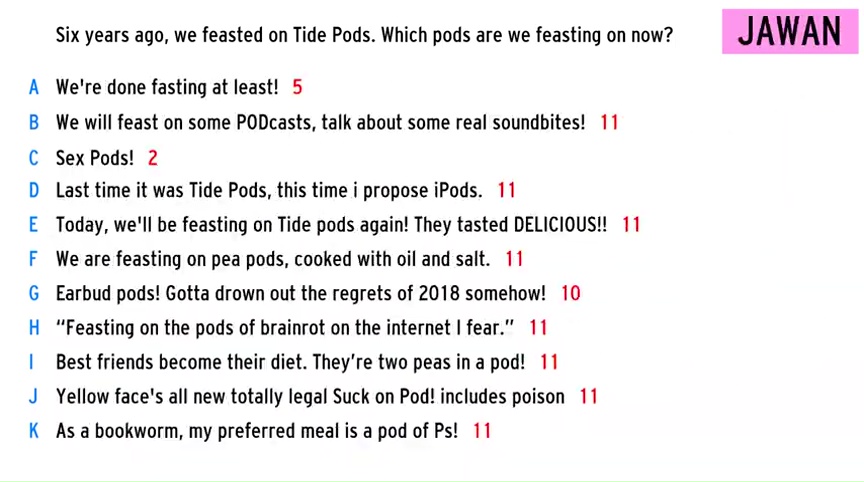 Six years ago, we feasted on Tide Pods. Which pods are we feasting on now?
JAWAN
A We're done fasting at least! 5
B We will feast on some PODcasts, talk about some real soundbites! 11
C Sex Pods! 2
D Last time it was Tide Pods, this time i propose iPods. 11
E Today, we'll be feasting on Tide pods again! They tasted DELICIOUS!! 11
F We are feasting on pea pods, cooked with oil and salt. 11
G Earbud pods! Gotta drown out the regrets of 2018 somehow! 10
H “Feasting on the pods of brainrot on the internet I fear.” 11
I Best friends become their diet. They’re two peas in a pod! 11
J Yellow face's all new totally legal Suck on Pod! includes poison 11
K As a bookworm, my preferred meal is a pod of Ps! 11